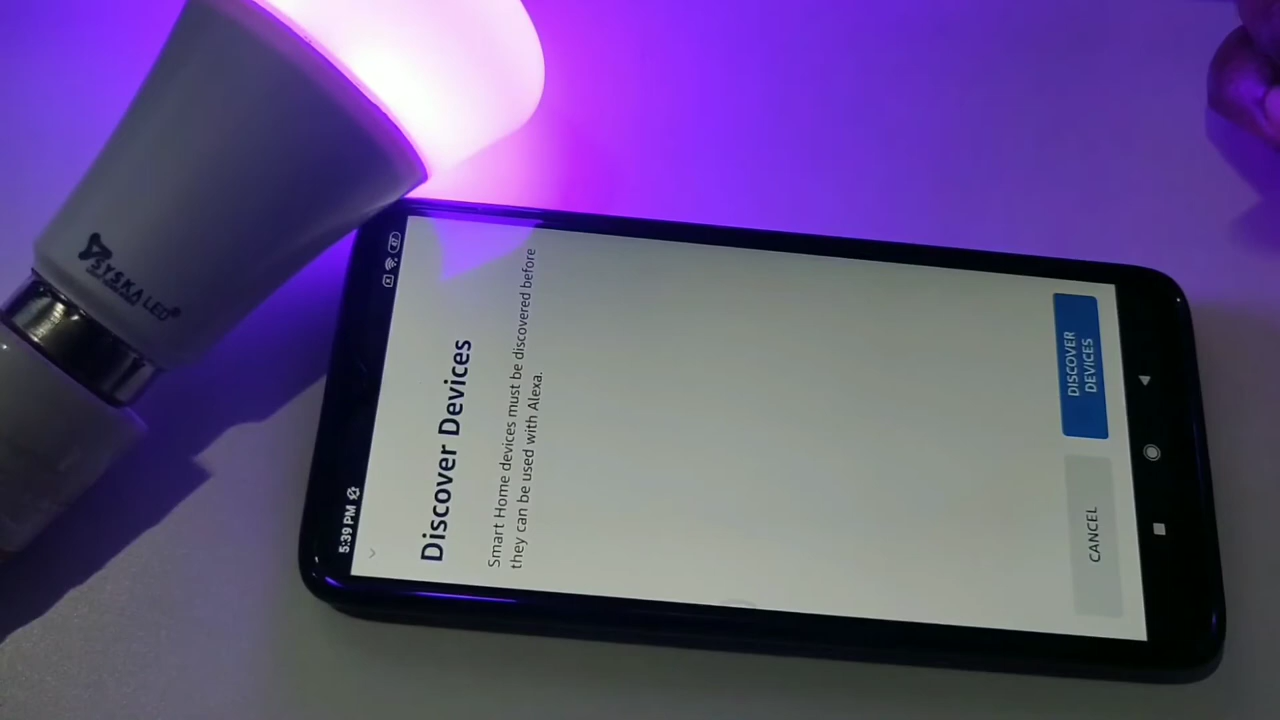 SYSKA LED®
5:39 PM
47
Discover Devices
Smart Home devices must be discovered before
they can be used with Alexa.
CANCEL
DISCOVER
DEVICES